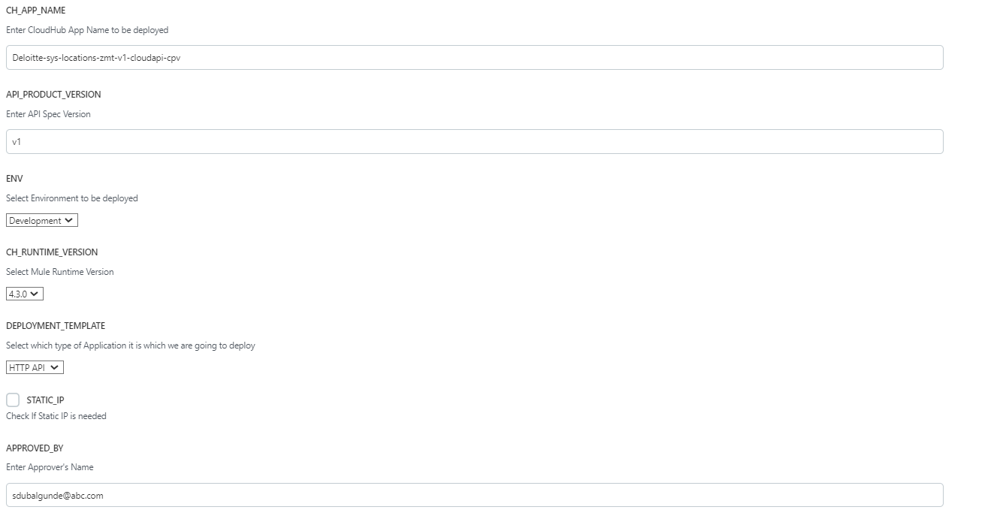 CH_APP_NAME
Enter CloudHub App Name to be deployed
Deloitte-sys-locations-zmt-v1-cloudapi-cpv
API_PRODUCT_VERSION
Enter API Spec Version
v1
ENV
Select Environment to be deployed
Development
CH_RUNTIME_VERSION
Select Mule Runtime Version
4.3.0
DEPLOYMENT_TEMPLATE
Select which type of Application it is which we are going to deploy
HTTP API
STATIC_IP
Check If Static IP is needed
APPROVED_BY
Enter Approver's Name
sdubalgunde@abc.com